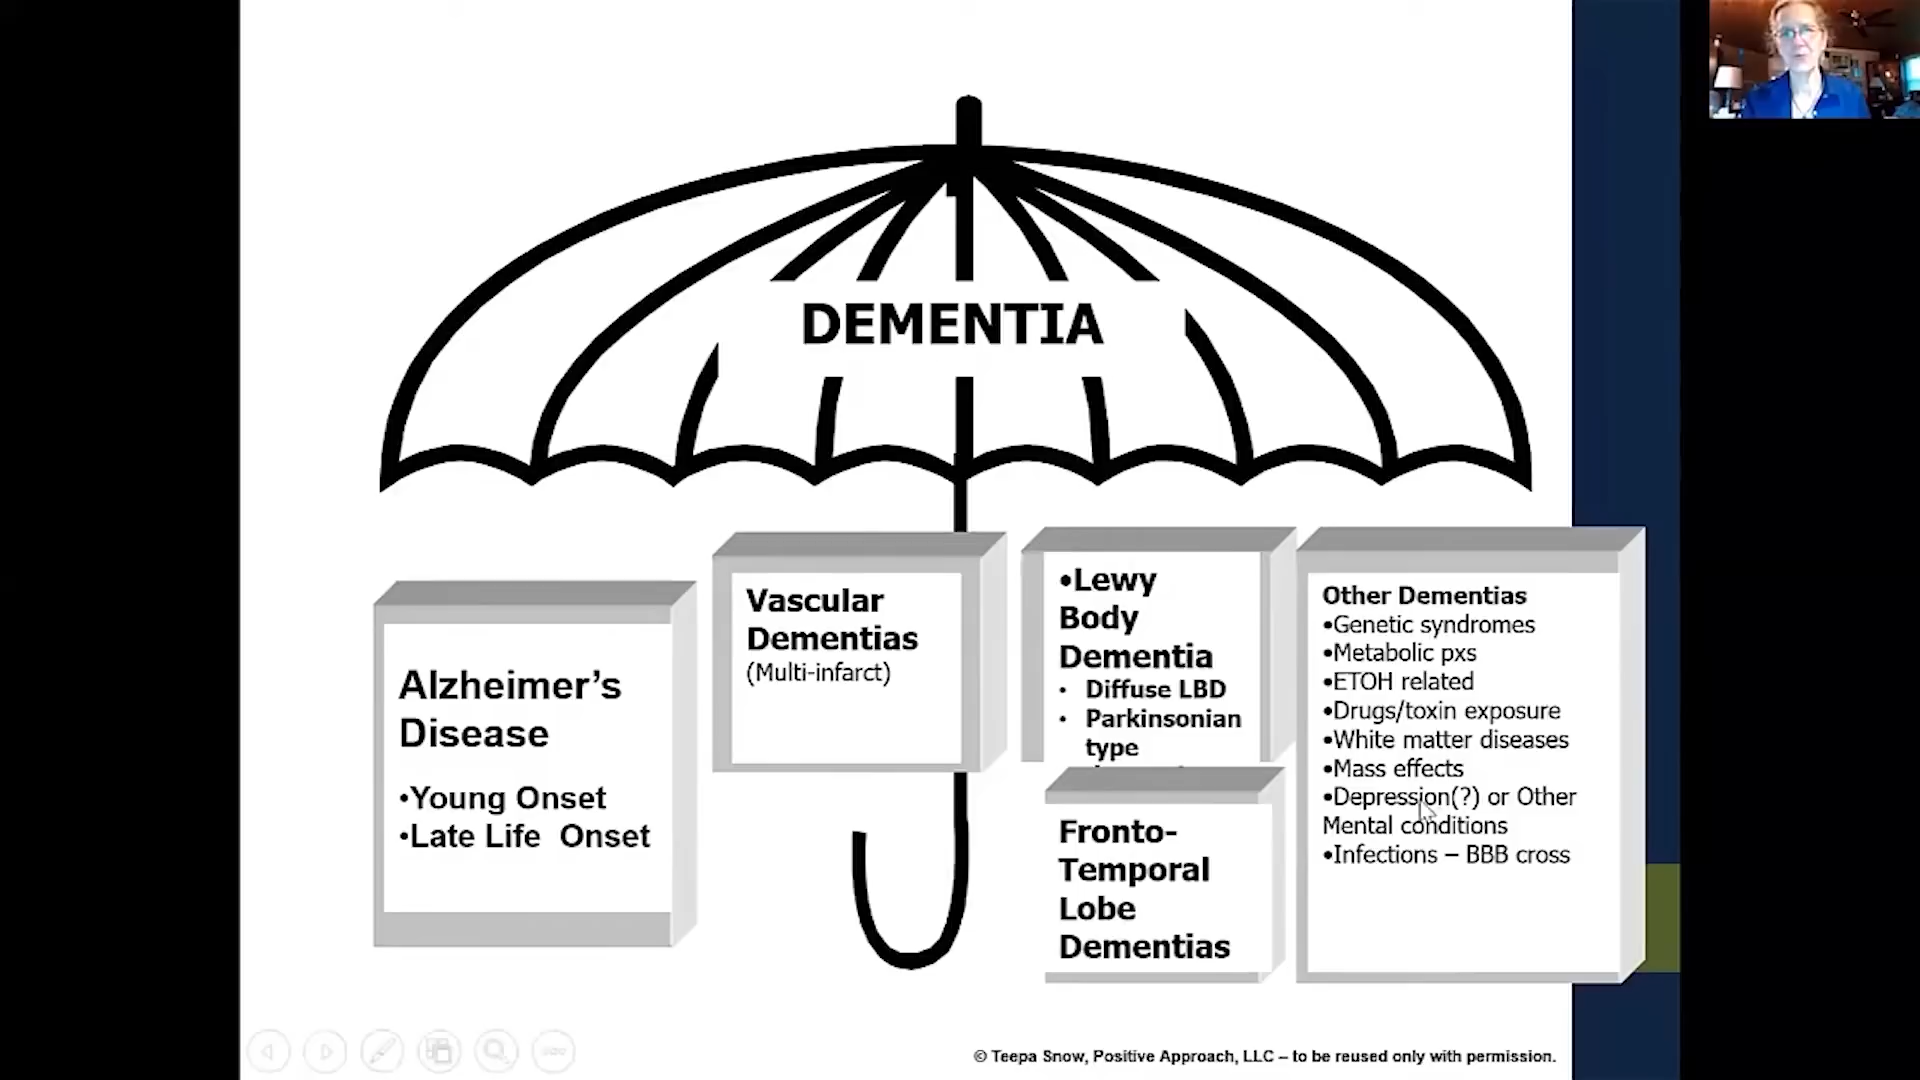 DEMENTIA
Alzheimer's
Disease
•Young Onset
•Late Life  Onset
Vascular
Dementias
(Multi-infarct)
•Lewy
Body
Dementia
• Diffuse LBD
• Parkinsonian
type
Fronto-
Temporal
Lobe
Dementias
Other Dementias
•Genetic syndromes
•Metabolic pxs
•ETOH related
•Drugs/toxin exposure
•White matter diseases
•Mass effects
•Depression(?) or Other
Mental conditions
•Infections – BBB cross
© Teepa Snow, Positive Approach, LLC – to be reused only with permission.